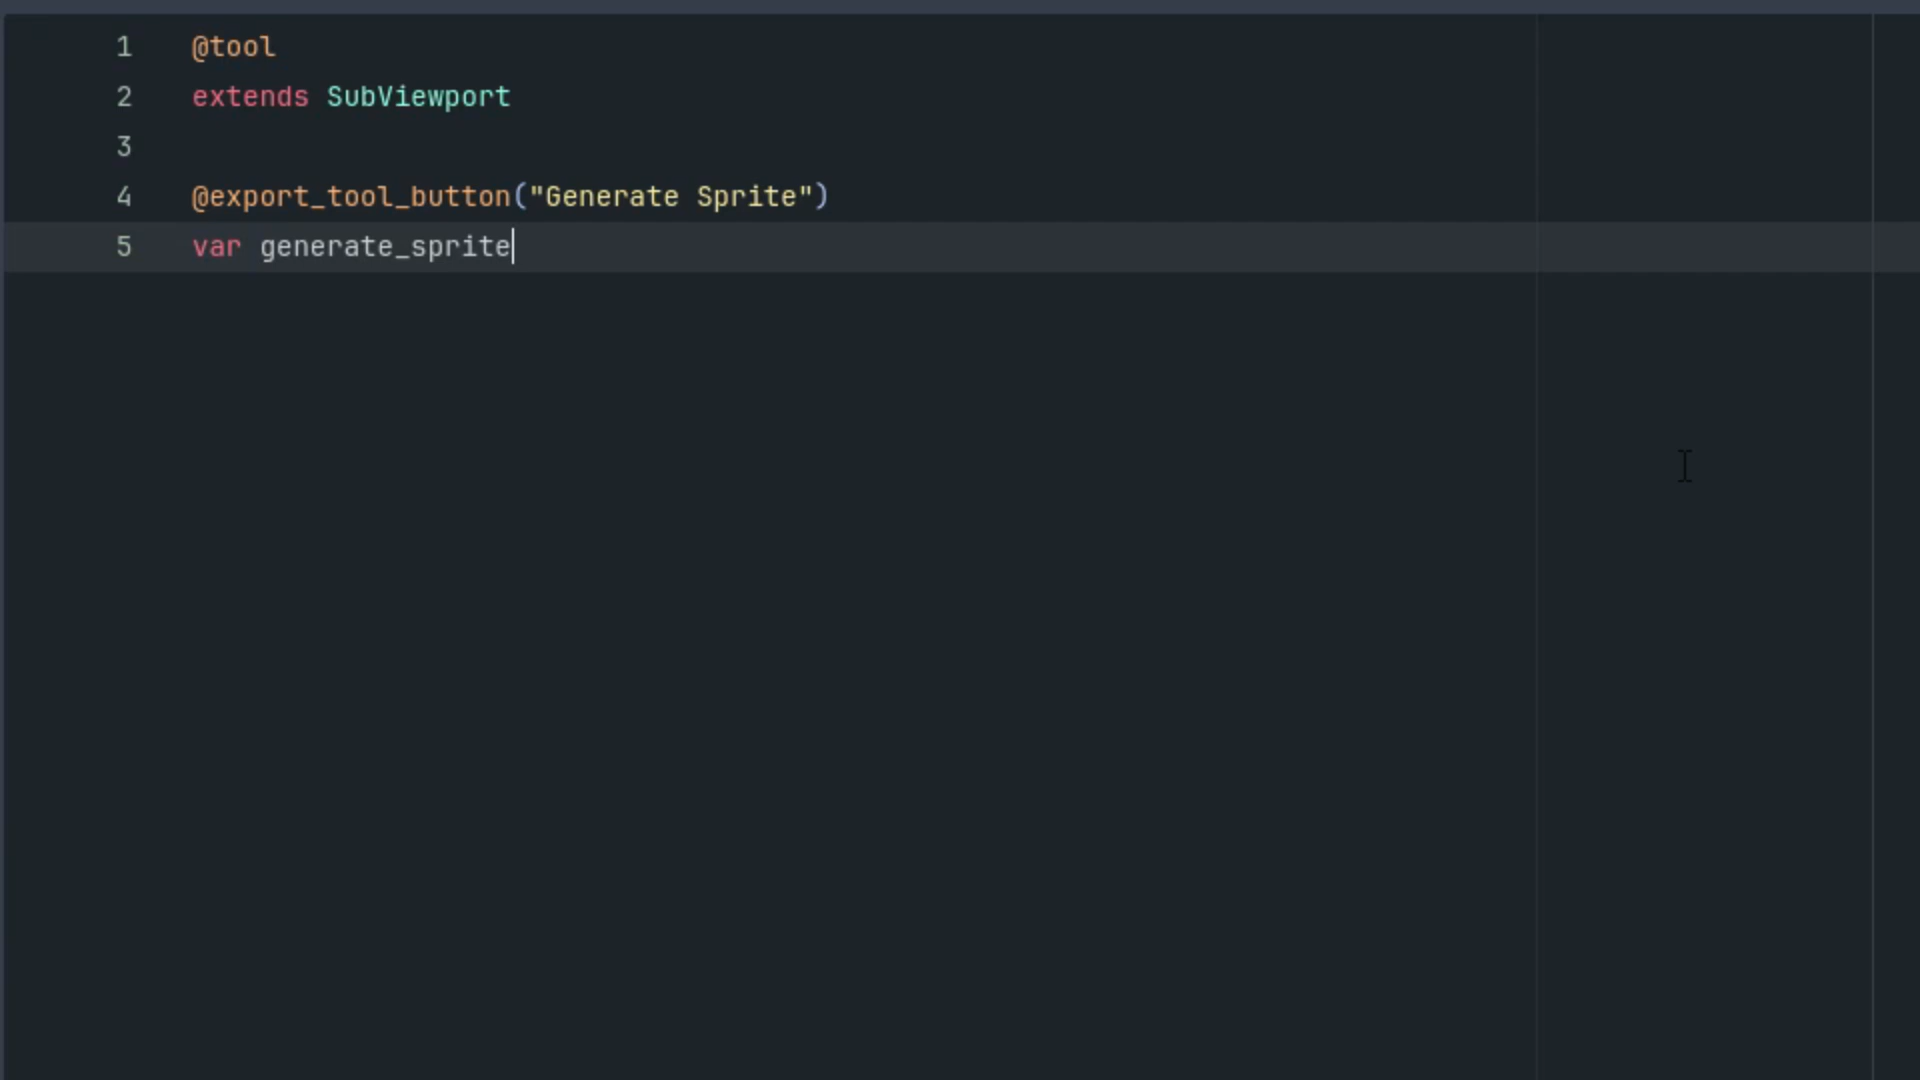 1 @tool
2 extends SubViewport
3
4 @export_tool_button("Generate Sprite")
5 var generate_sprite